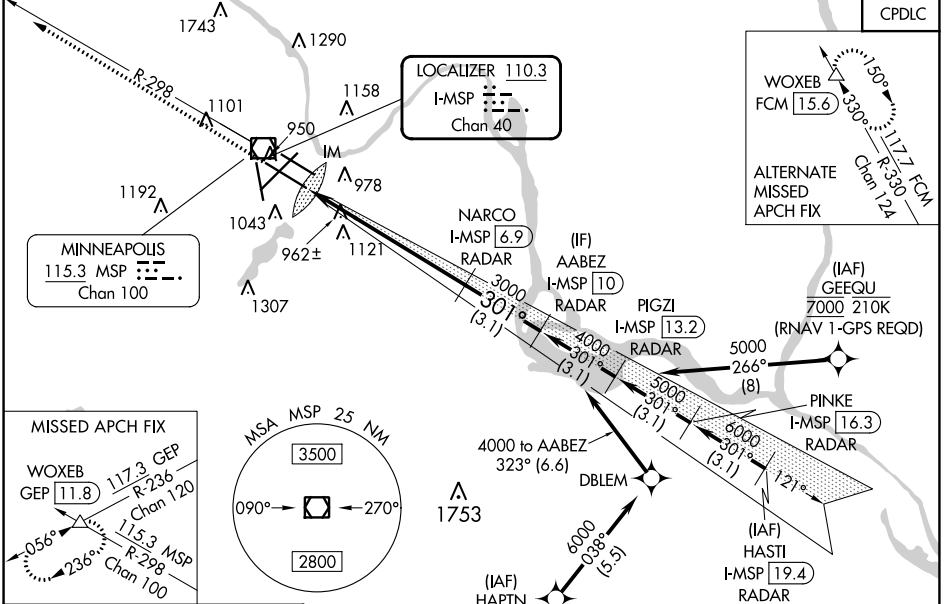 CPDLC
1743
1290
R-298
1101
1158
LOCALIZER 110.3
I-MSP
Chan 40
WOXEB
FCM 15.6
150°
330°
117.7 FCM
R-330
Chan 124
ALTERNATE
MISSED
APCH FIX
950
IM
978
1192
1043
962±
1121
1307
MINNEAPOLIS
115.3 MSP
Chan 100
NARCO
I-MSP 6.9
RADAR
3000
301°
(3.1)
(IF)
AABEZ
I-MSP 10
RADAR
4000
301°
(3.1)
PIGZI
I-MSP 13.2
RADAR
5000
301°
(3.1)
(IAF)
GEEQU
7000 210K
(RNAV 1-GPS REQD)
5000
266°
(8)
PINKE
I-MSP 16.3
RADAR
6000
301°
(3.1)
121°
4000 to AABEZ
323° (6.6)
DBLEM
6000
038°
(5.5)
(IAF)
HAPTN
(IAF)
HASTI
I-MSP 19.4
RADAR
MISSED APCH FIX
WOXEB
GEP 11.8
117.3 GEP
R-236
Chan 120
056°
236°
115.3 MSP
R-298
Chan 100
MSA MSP 25 NM
3500
090°
270°
2800
1753